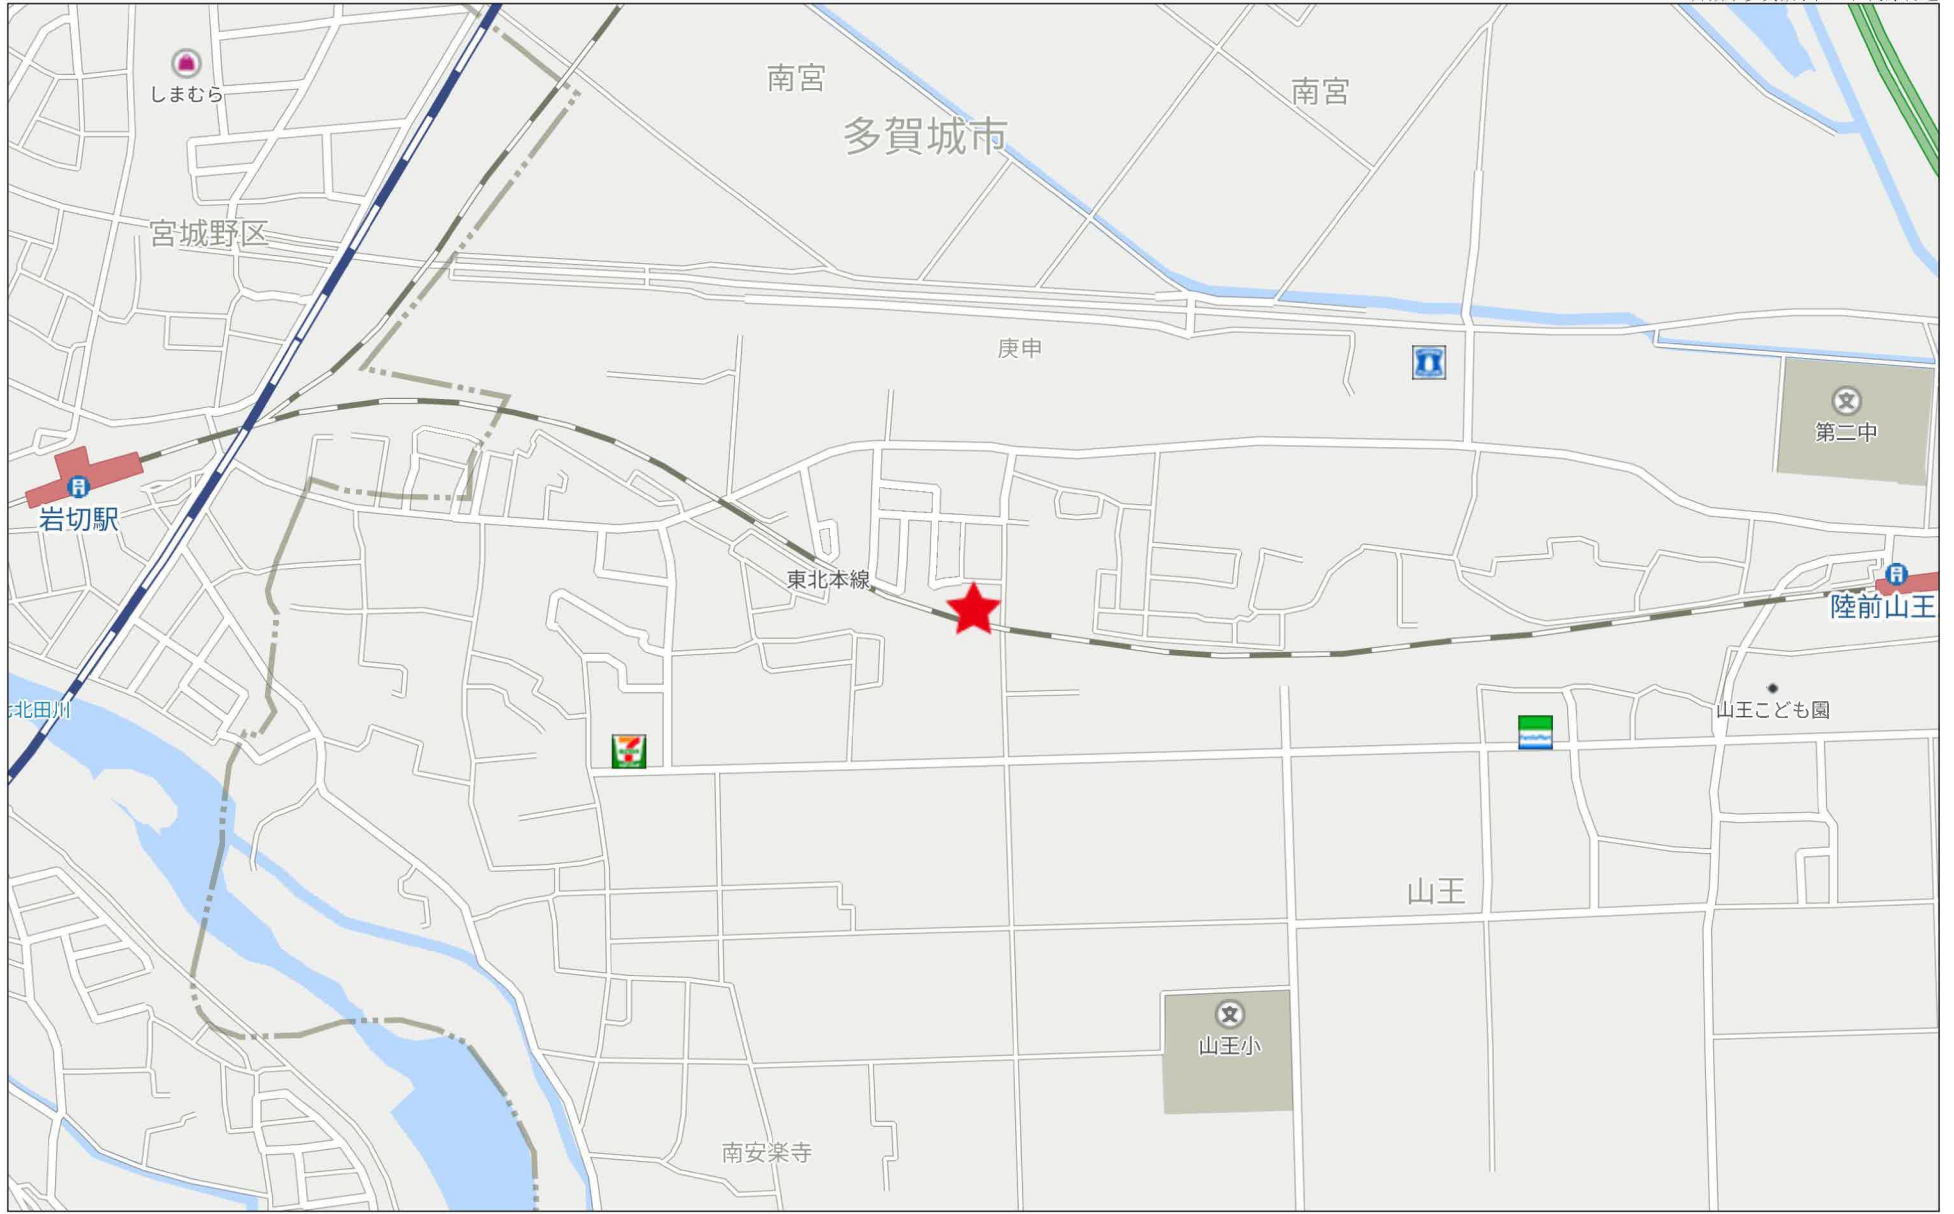 しまむら
南宮
南宮
多賀城市
宮城野区
庚申
第二中
岩切駅
東北本線
陸前山王
北田川
山王こども園
FamilyMart
山王
山王小
南安楽寺